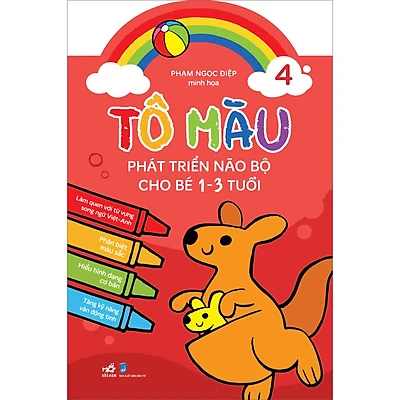 PHẠM NGỌC ĐIỆP
minh họa
4
TÔ MÀU
PHÁT TRIỂN NÃO BỘ
CHO BÉ 1-3 TUỔI
Làm quen với từ vựng
song ngữ Việt-Anh
Phân biệt
màu sắc
Hiểu hình dạng
cơ bản
Tăng kỹ năng
vận động tinh
NHÃ NAM